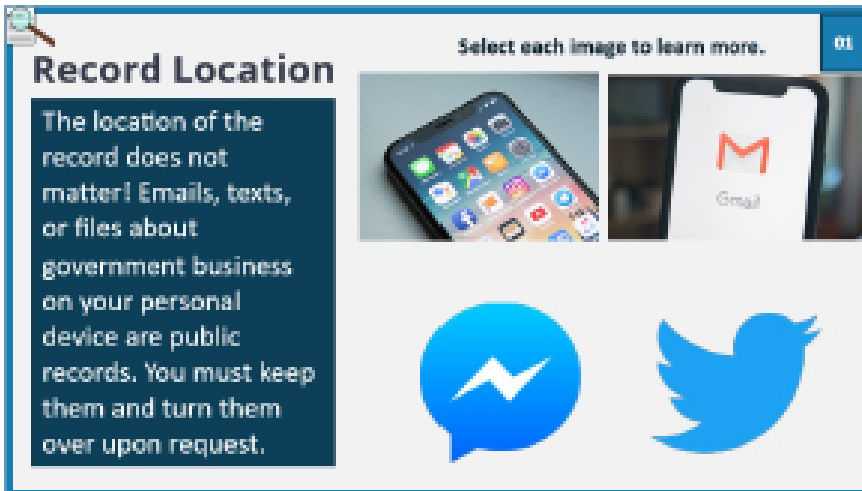 Record Location
The location of the
record does not
matter! Emails, texts,
or files about
government business
on your personal
device are public
records. You must keep
them and turn them
over upon request.
Select each image to learn more.
01
Gmail